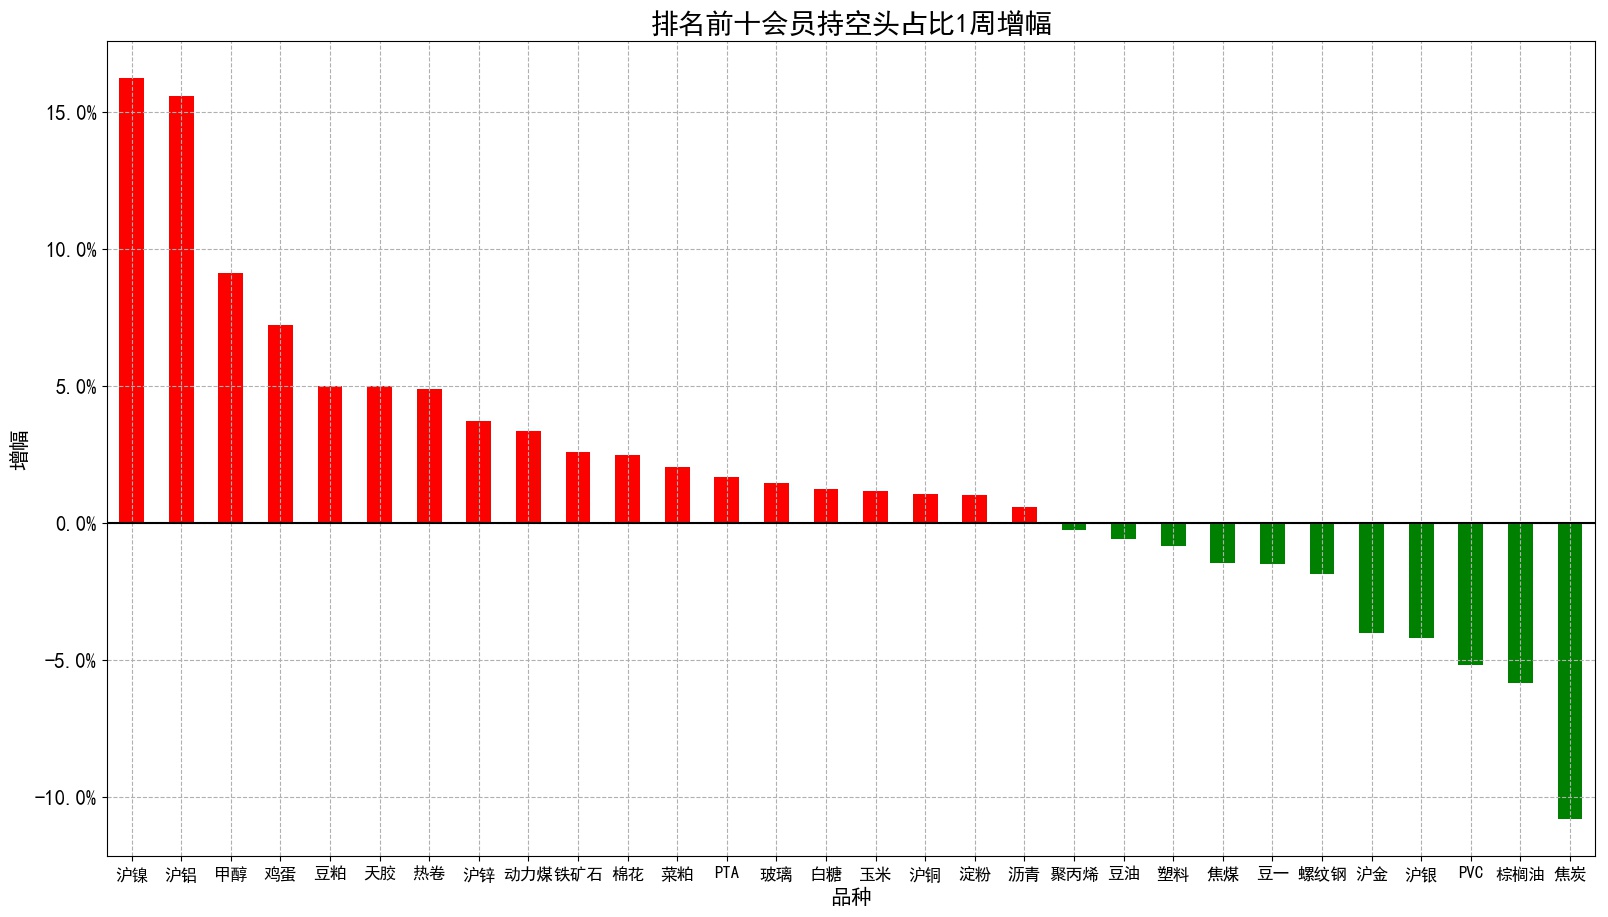 排名前十会员持空头占比1周增幅
增幅
15.0%
10.0%
5.0%
0.0%
−5.0%
−10.0%
沪镍 沪铝 甲醇 鸡蛋 豆粕 天胶 热卷 沪锌 动力煤 铁矿石 棉花 菜粕 PTA 玻璃 白糖 玉米 沪铜 淀粉 沥青 聚丙烯 豆油 塑料 焦煤 豆一 螺纹钢 沪金 沪银 PVC 棕榈油 焦炭
品种